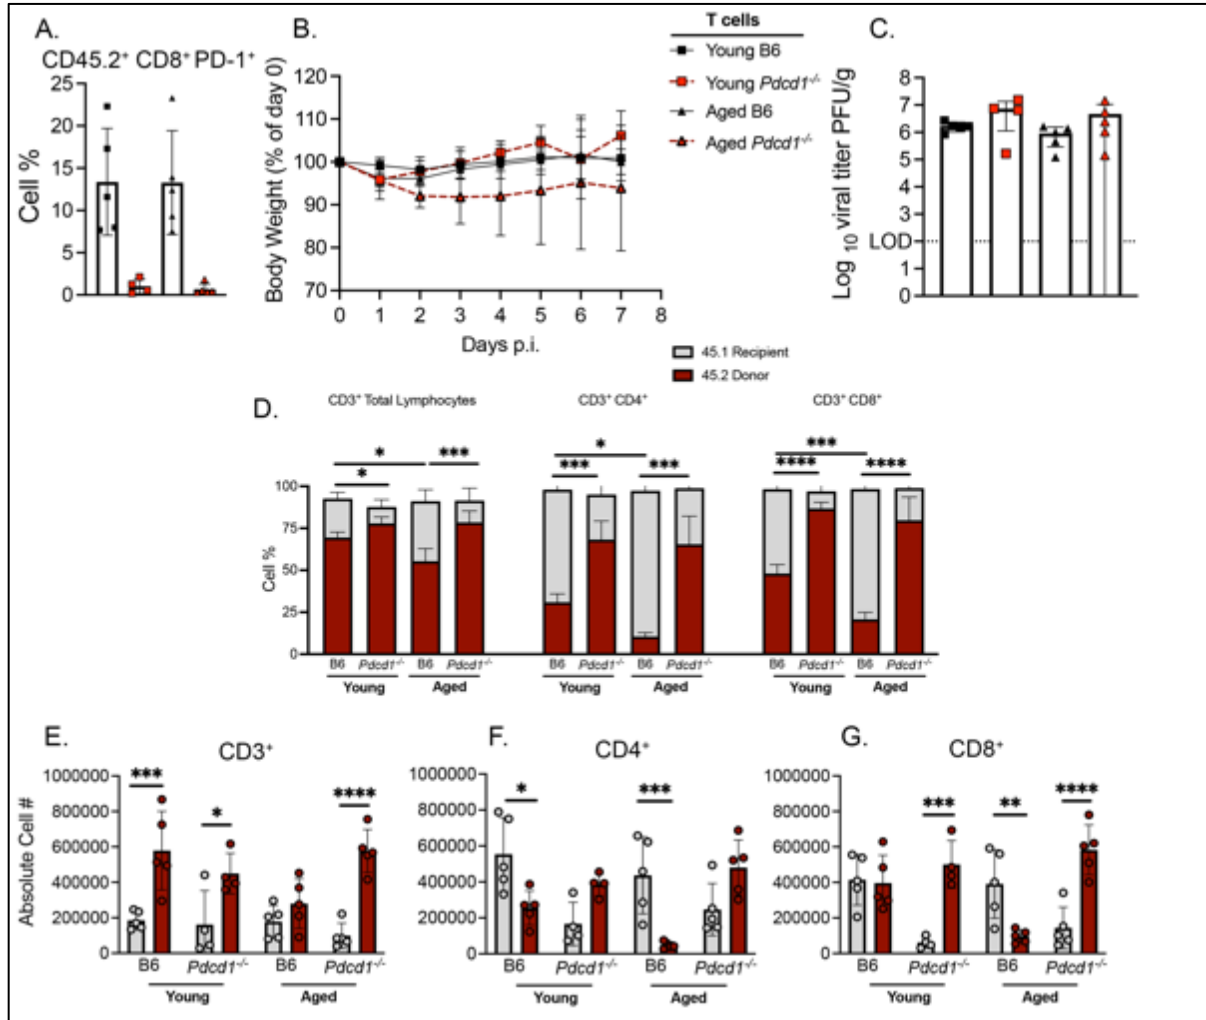 A.
CD45.2⁺ CD8⁺ PD-1⁺
Cell %
25
20
15
10
5
0
B.
Body Weight (% of day 0)
120
110
100
90
80
70
0 1 2 3 4 5 6 7 8
Days p.i.
T cells
Young B6
Young Pdcd1⁻/⁻
Aged B6
Aged Pdcd1⁻/⁻
C.
Log ₁₀ viral titer PFU/g
8
7
6
5
4
3
LOD
1
0
45.1 Recipient
45.2 Donor
D.
CD3⁺ Total Lymphocytes
CD3⁺ CD4⁺
CD3⁺ CD8⁺
* *** * *** *** *** **** ****
*
Cell %
100
75
50
25
0
B6 Pdcd1⁻/⁻ B6 Pdcd1⁻/⁻ B6 Pdcd1⁻/⁻ B6 Pdcd1⁻/⁻ B6 Pdcd1⁻/⁻ B6 Pdcd1⁻/⁻
Young Aged Young Aged Young Aged
E.
CD3⁺
Absolute Cell #
1000000
800000
600000
400000
200000
0
*** * ****
B6 Pdcd1⁻/⁻ B6 Pdcd1⁻/⁻
Young Aged
F.
CD4⁺
1000000
800000
600000
400000
200000
0
* ***
B6 Pdcd1⁻/⁻ B6 Pdcd1⁻/⁻
Young Aged
G.
CD8⁺
1000000
800000
600000
400000
200000
0
*** ** ****
B6 Pdcd1⁻/⁻ B6 Pdcd1⁻/⁻
Young Aged